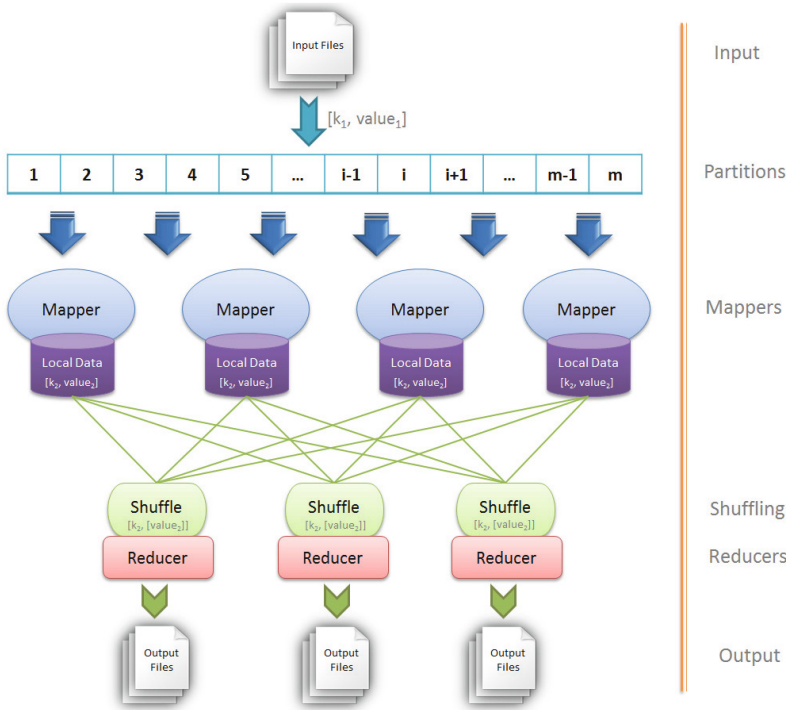 Input Files
Input
[k₁, value₁]
1 2 3 4 5 ... i-1 i i+1 ... m-1 m
Partitions
Mapper Mapper Mapper Mapper
Mappers
Local Data Local Data Local Data Local Data
[k₂, value₂] [k₂, value₂] [k₂, value₂] [k₂, value₂]
Shuffle Shuffle Shuffle
Shuffling
[k₂, [value₂]] [k₂, [value₂]] [k₂, [value₂]]
Reducer Reducer Reducer
Reducers
Output Output Output
Files Files Files
Output